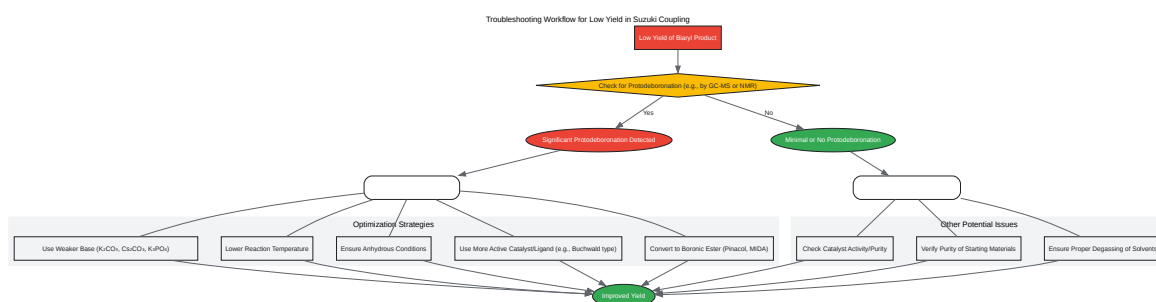 Troubleshooting Workflow for Low Yield in Suzuki Coupling
Low Yield of Biaryl Product
Check for Protodeboronation (e.g., by GC-MS or NMR)
Yes
No
Significant Protodeboronation Detected
Minimal or No Protodeboronation
Optimization Strategies
Other Potential Issues
Use Weaker Base (K₂CO₃, Cs₂CO₃, K₃PO₄)
Lower Reaction Temperature
Ensure Anhydrous Conditions
Use More Active Catalyst/Ligand (e.g., Buchwald type)
Convert to Boronic Ester (Pinacol, MIDA)
Check Catalyst Activity/Purity
Verify Purity of Starting Materials
Ensure Proper Degassing of Solvents
Improved Yield